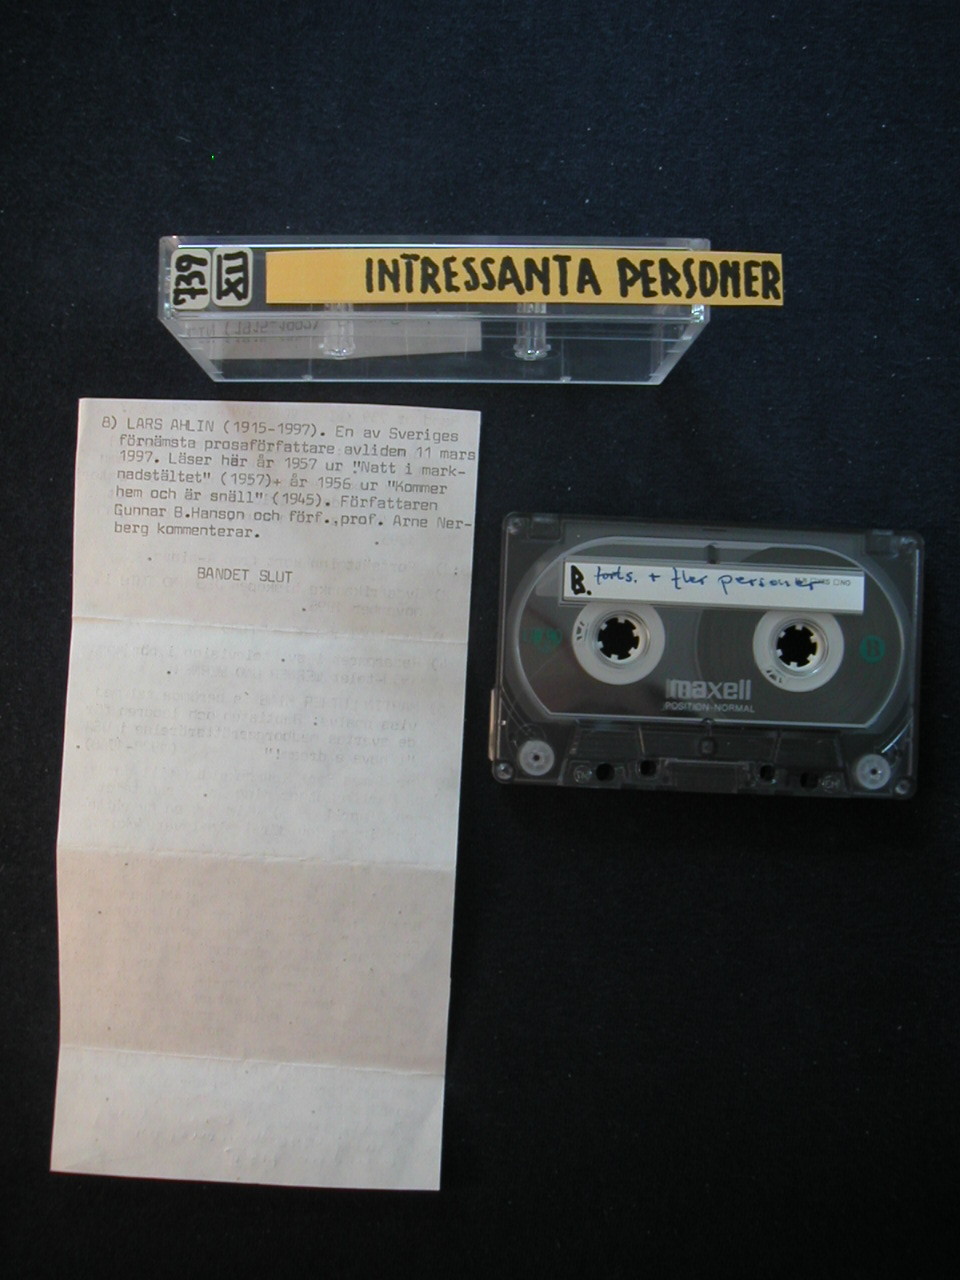 739
XII
INTRESSANTA PERSONER
8) LARS AHLIN (1915-1997). En av Sveriges
förnämsta prosaförfattare avliden 11 mars
1997. Läser här år 1957 ur "Natt i mark-
nadstältet" (1957)+ år 1956 ur "Kommer
hem och är snäll" (1945). Författaren
Gunnar B.Hanson och förf.,prof. Arne Ner-
berg kommenterar.
BANDET SLUT
B. forts. + fler personer
maxell
POSITION-NORMAL